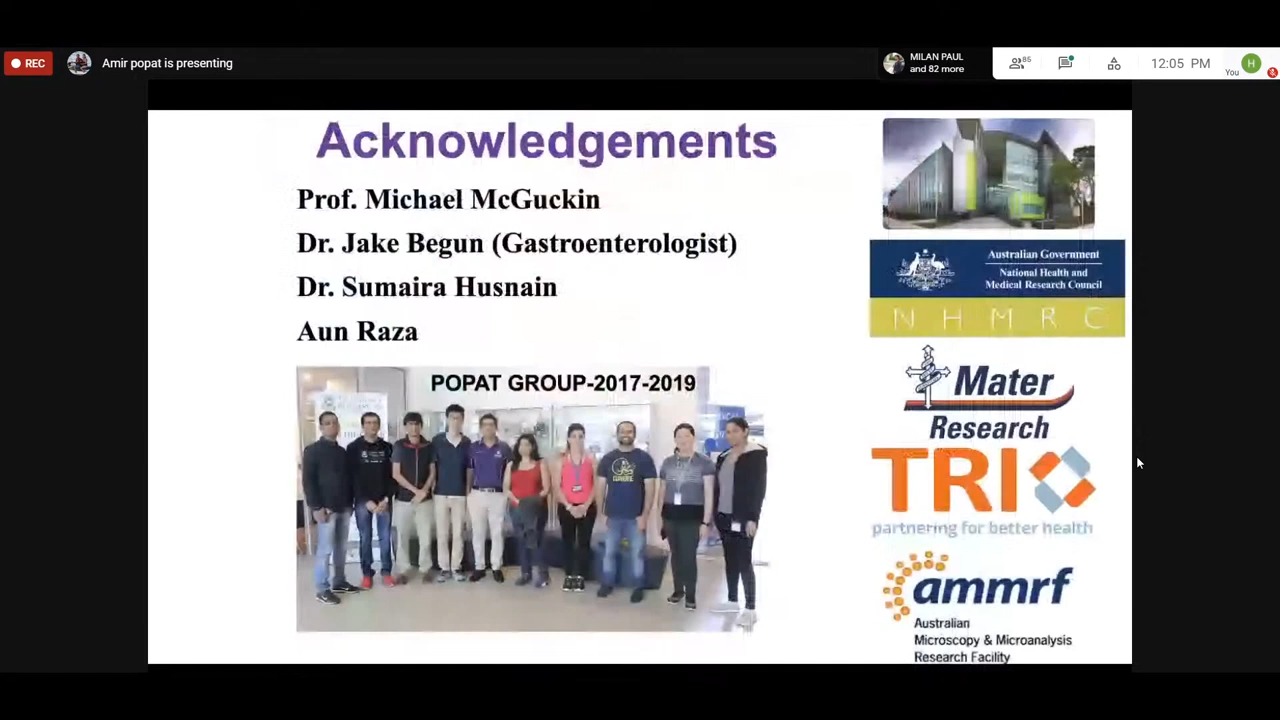 REC
Amir popat is presenting
MILAN PAUL
and 82 more
85
12:05 PM
You
H
Acknowledgements
Prof. Michael McGuckin
Dr. Jake Begun (Gastroenterologist)
Dr. Sumaira Husnain
Aun Raza
POPAT GROUP-2017-2019
Australian Government
National Health and
Medical Research Council
N H M R C
Mater
Research
TRI
partnering for better health
ammrf
Australian
Microscopy & Microanalysis
Research Facility